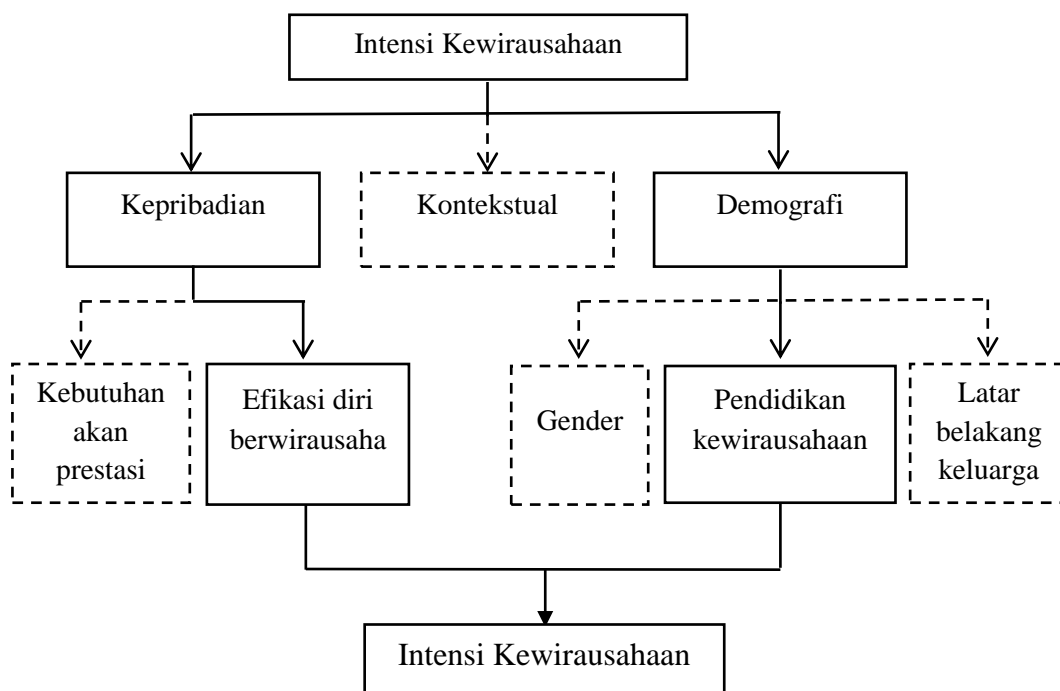 Intensi Kewirausahaan
Kepribadian
Kontekstual
Demografi
Kebutuhan
akan
prestasi
Efikasi diri
berwirausaha
Gender
Pendidikan
kewirausahaan
Latar
belakang
keluarga
Intensi Kewirausahaan